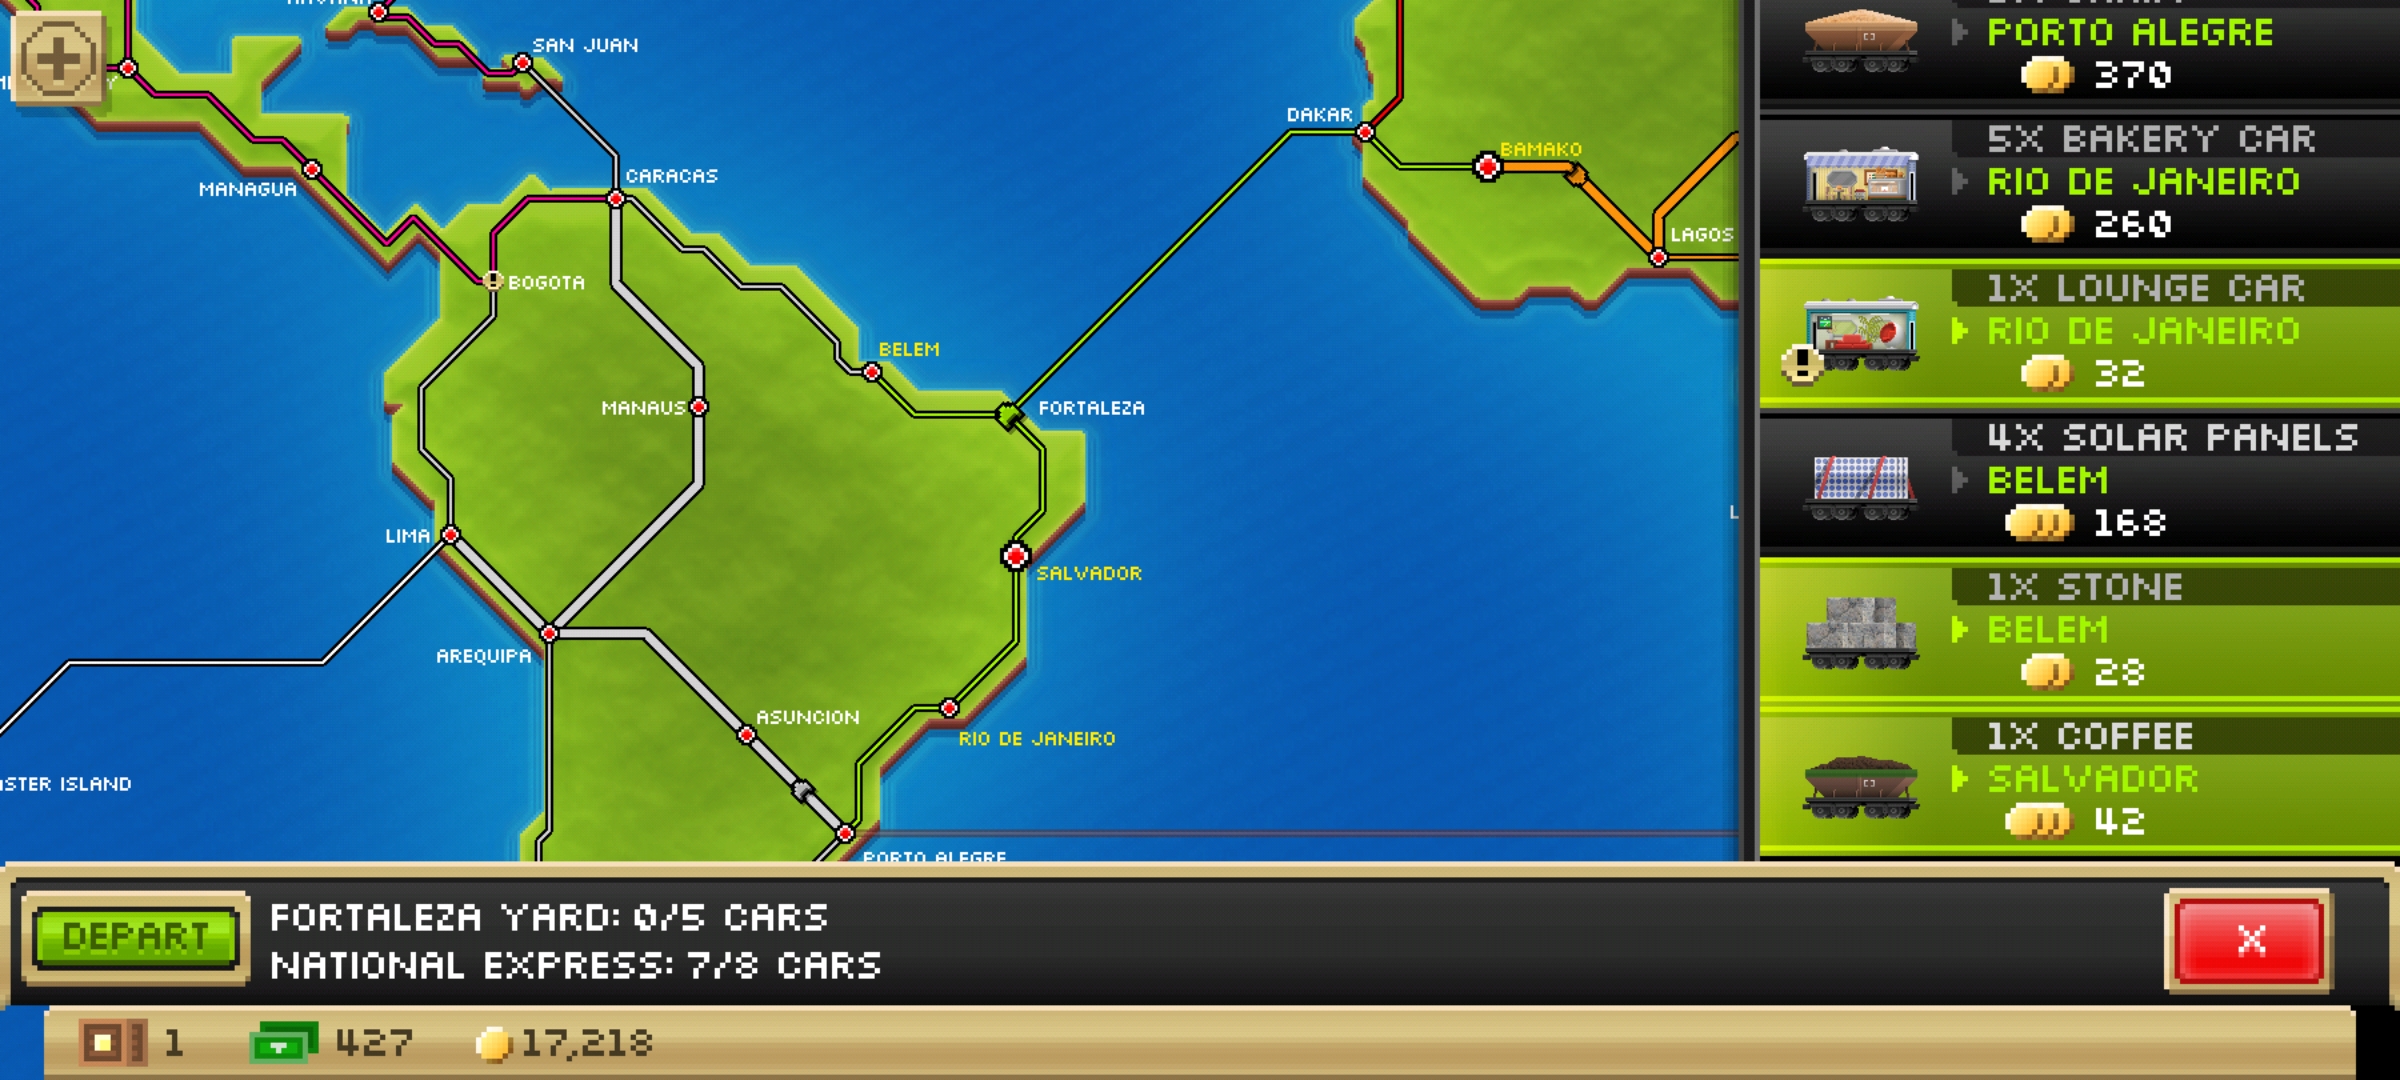 SAN JUAN
DAKAR
BAMAKO
CARACAS
MANAGUA
LAGOS
BOGOTA
BELEM
MANAUS
FORTALEZA
LIMA
SALVADOR
AREQUIPA
ASUNCION
RIO DE JANEIRO
STER ISLAND
PORTO ALEGRE
PORTO ALEGRE
370
5X BAKERY CAR
RIO DE JANEIRO
260
1X LOUNGE CAR
RIO DE JANEIRO
32
4X SOLAR PANELS
BELEM
168
1X STONE
BELEM
28
1X COFFEE
SALVADOR
42
DEPART
FORTALEZA YARD: 0/5 CARS
NATIONAL EXPRESS: 7/8 CARS
X
1
427
17,218